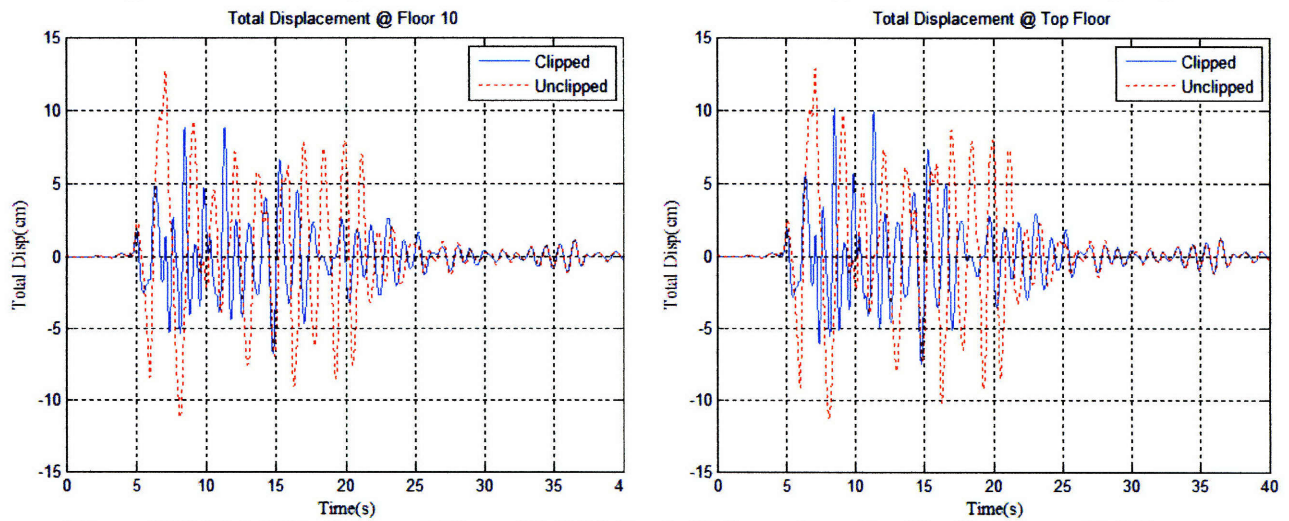 Total Displacement @ Floor 10
15
10
5
0
-5
-10
-15
Total Disp(cm)
Clipped
Unclipped
0 5 10 15 20 25 30 35 4
Time(s)
Total Displacement @ Top Floor
15
10
5
0
-5
-10
-15
Total Disp(cm)
Clipped
Unclipped
0 5 10 15 20 25 30 35 40
Time(s)